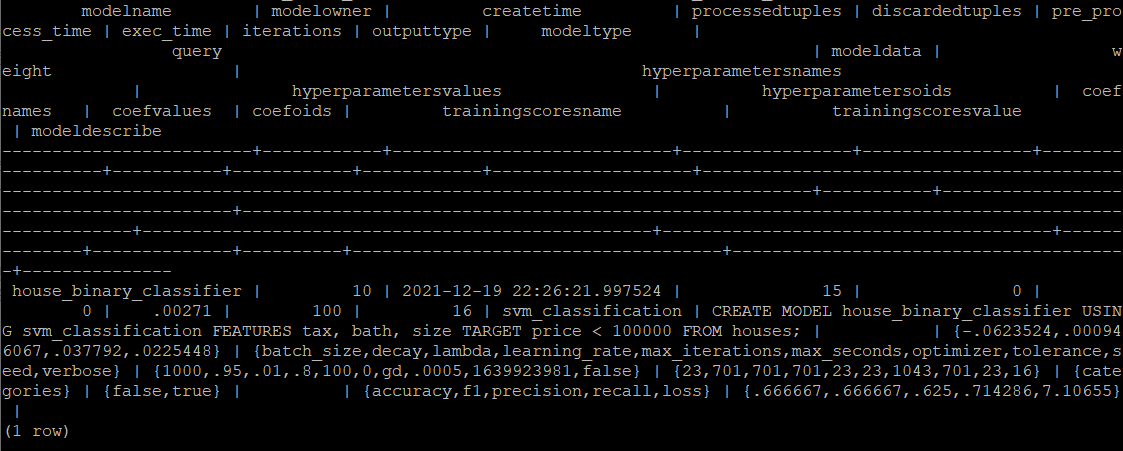 modelname | modelowner | createtime | processedtuples | discardedtuples | pre_pro
cess_time | exec_time | iterations | outputtype | modeltype |
query | modeldata | w
eight | hyperparametersnames
| hyperparametersvalues | hyperparametersoids | coef
names | coefvalues | coefoids | trainingscoresname | trainingscoresvalue
| modeldescribe
-------------------------+------------+----------------------------+-----------------+-----------------+--------
----------+-----------+------------+------------+--------------------+------------------------------------------
---------------------------------------------------------------------------------+-----------+------------------
-----------------------+----------------------------------------------------------------------------------------
-------------+---------------------------------------------------+---------------------------------------+------
--------+--------------+----------+-------------------------------------+---------------------------------------
-+---------------
house_binary_classifier | 10 | 2021-12-19 22:26:21.997524 | 15 | 0 |
0 | .00271 | 100 | 16 | svm_classification | CREATE MODEL house_binary_classifier USIN
G svm_classification FEATURES tax, bath, size TARGET price < 100000 FROM houses; | | {-.0623524,.00094
6067,.037792,.0225448} | {batch_size,decay,lambda,learning_rate,max_iterations,max_seconds,optimizer,tolerance,s
eed,verbose} | {1000,.95,.01,.8,100,0,gd,.0005,1639923981,false} | {23,701,701,701,23,23,1043,701,23,16} | {cate
gories} | {false,true} | | {accuracy,f1,precision,recall,loss} | {.666667,.666667,.625,.714286,7.10655}
|
(1 row)